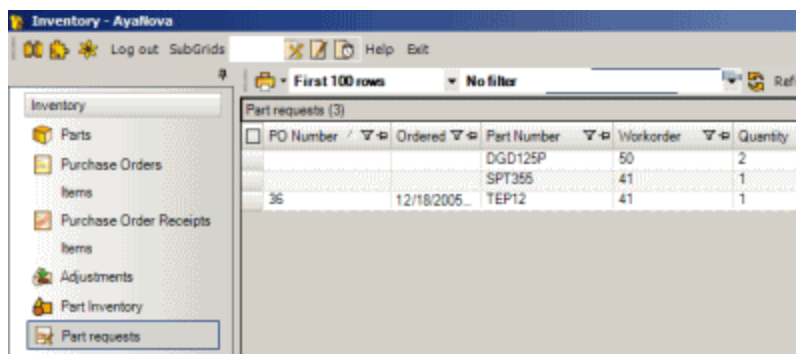 Inventory - AyaNova
Log out SubGrids Help Exit
First 100 rows No filter Ref
Inventory
Parts
Purchase Orders
Items
Purchase Order Receipts
Items
Adjustments
Part Inventory
Part requests
Part requests (3)
PO Number Ordered Part Number Workorder Quantity
DGD125P 50 2
SPT355 41 1
36 12/18/2005... TEP12 41 1